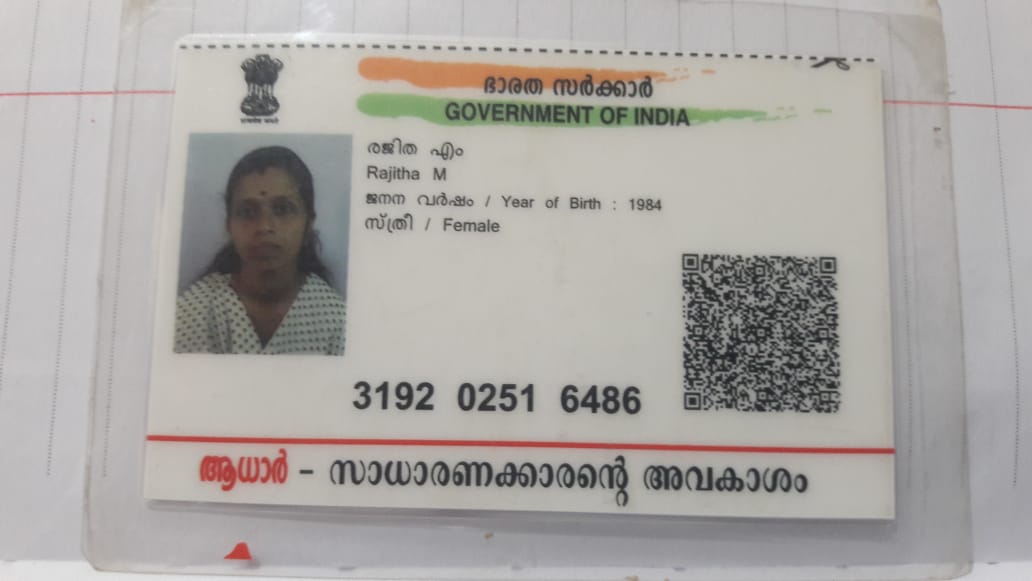 ഭാരത സർക്കാർ
GOVERNMENT OF INDIA
രജിത എം
Rajitha M
ജനന വർഷം / Year of Birth : 1984
സ്ത്രീ / Female
3192 0251 6486
ആധാർ – സാധാരണക്കാരന്റെ അവകാശം